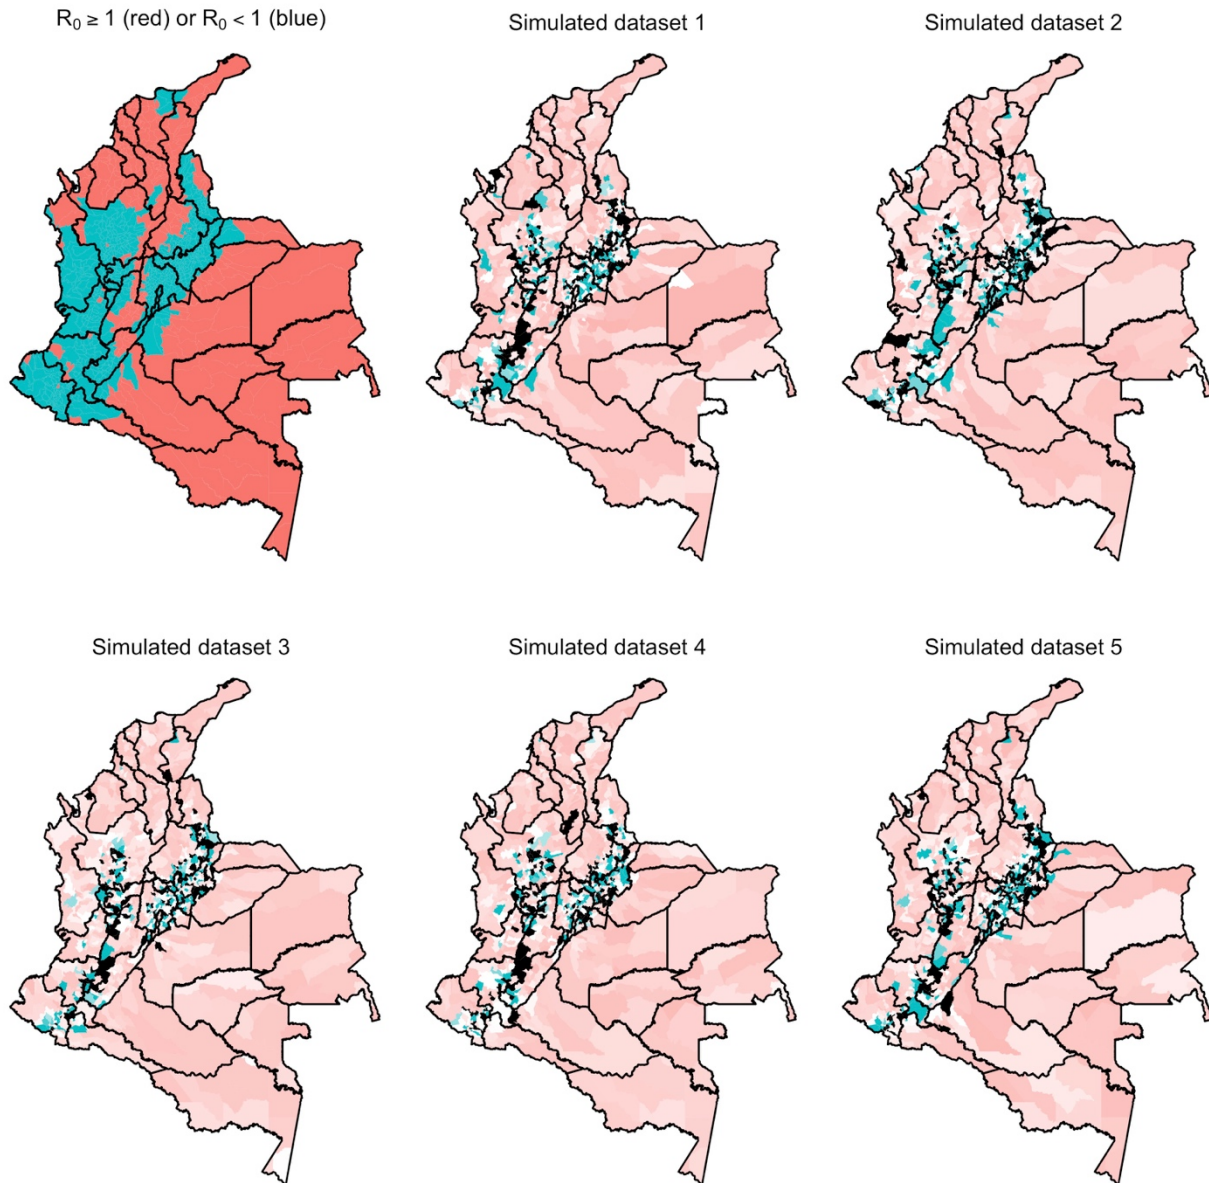 R₀ ≥ 1 (red) or R₀ < 1 (blue)
Simulated dataset 1
Simulated dataset 2
Simulated dataset 3
Simulated dataset 4
Simulated dataset 5